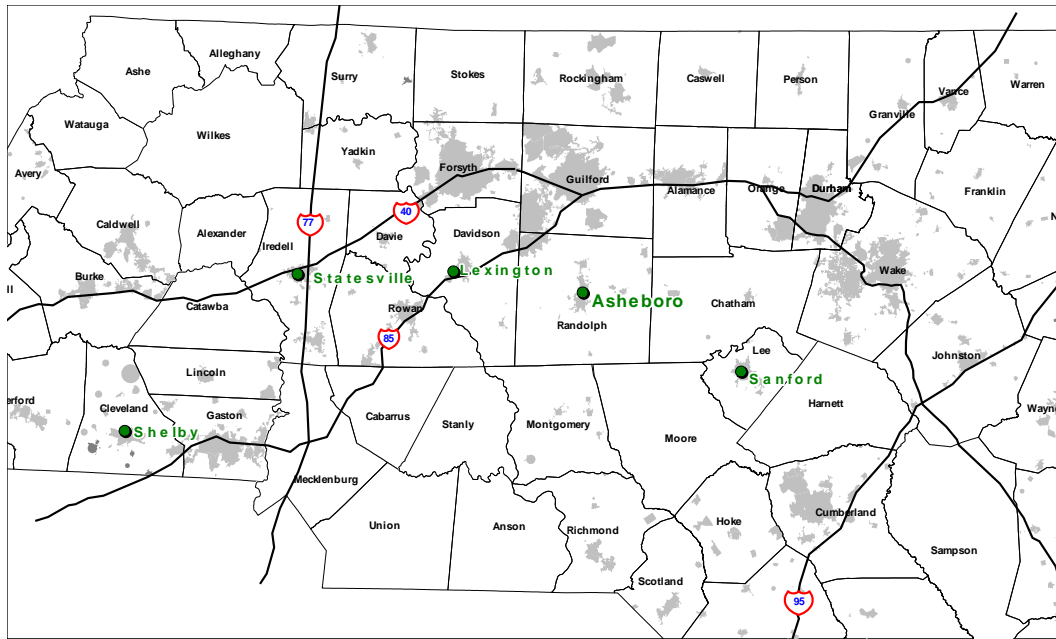 Alleghany
Ashe
Surry
Stokes
Rockingham
Caswell
Person
Warren
Vance
Granville
Watauga
Wilkes
Yadkin
Forsyth
Guilford
Alamance
Orange
Durham
Franklin
Avery
N
Caldwell
Alexander
Iredell
77
40
Davie
Davidson
Burke
ll
Statesville
Lexington
Wake
Catawba
Rowan
Asheboro
Randolph
Chatham
85
Lee
Johnston
Lincoln
Sanford
erford
Cleveland
Gaston
Cabarrus
Stanly
Montgomery
Harnett
Wayn
Shelby
Moore
Mecklenburg
Union
Anson
Richmond
Hoke
Cumberland
Sampson
Scotland
95